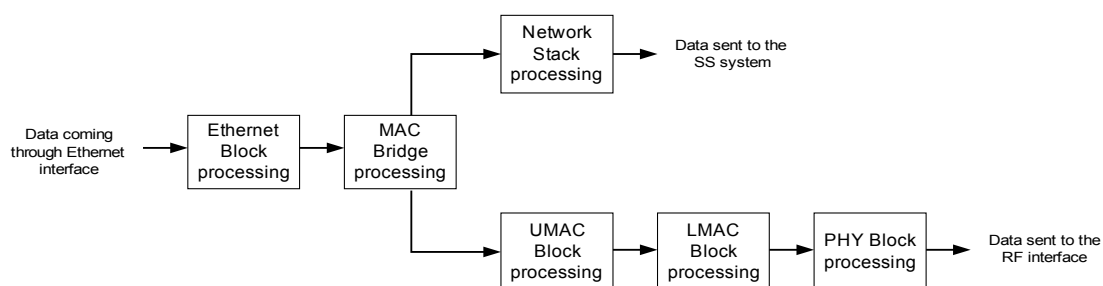 Network
Stack
processing
Data sent to the
SS system
Data coming
through Ethernet
interface
Ethernet
Block
processing
MAC
Bridge
processing
UMAC
Block
processing
LMAC
Block
processing
PHY Block
processing
Data sent to the
RF interface